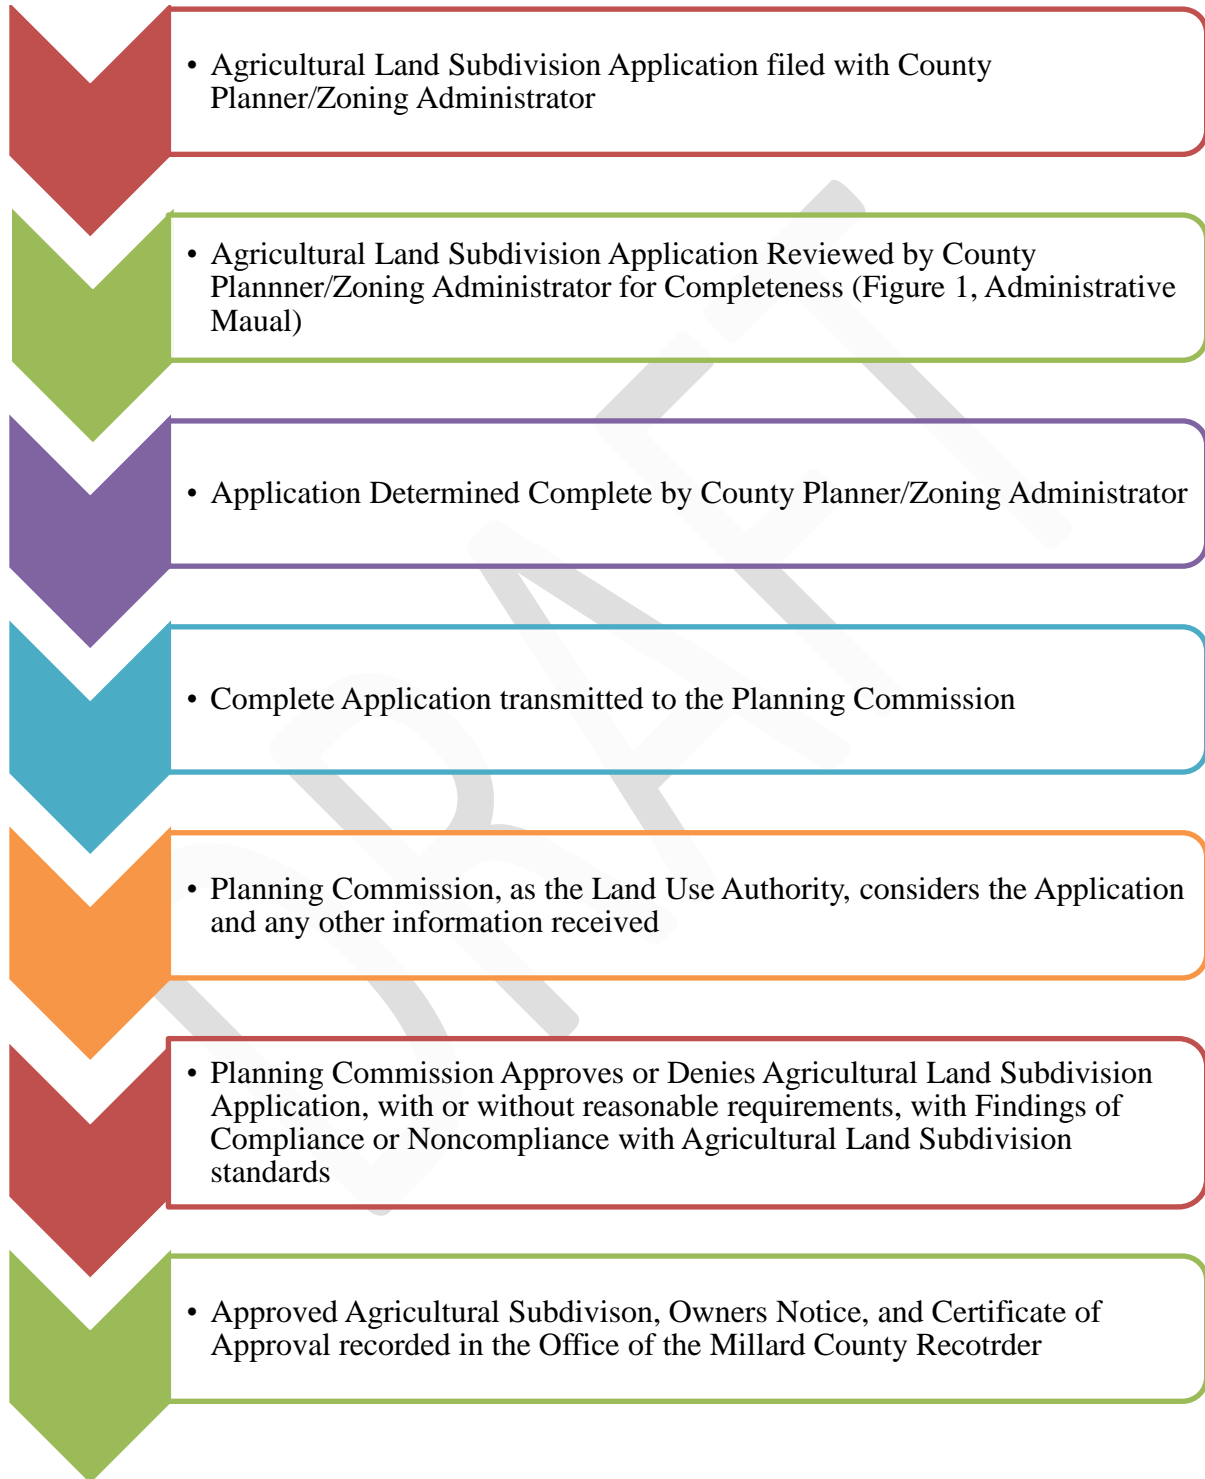 • Agricultural Land Subdivision Application filed with County
Planner/Zoning Administrator
• Agricultural Land Subdivision Application Reviewed by County
Plannner/Zoning Administrator for Completeness (Figure 1, Administrative
Maual)
• Application Determined Complete by County Planner/Zoning Administrator
• Complete Application transmitted to the Planning Commission
• Planning Commission, as the Land Use Authority, considers the Application
and any other information received
• Planning Commission Approves or Denies Agricultural Land Subdivision
Application, with or without reasonable requirements, with Findings of
Compliance or Noncompliance with Agricultural Land Subdivision
standards
• Approved Agricultural Subdivison, Owners Notice, and Certificate of
Approval recorded in the Office of the Millard County Recotrder
DRAFT